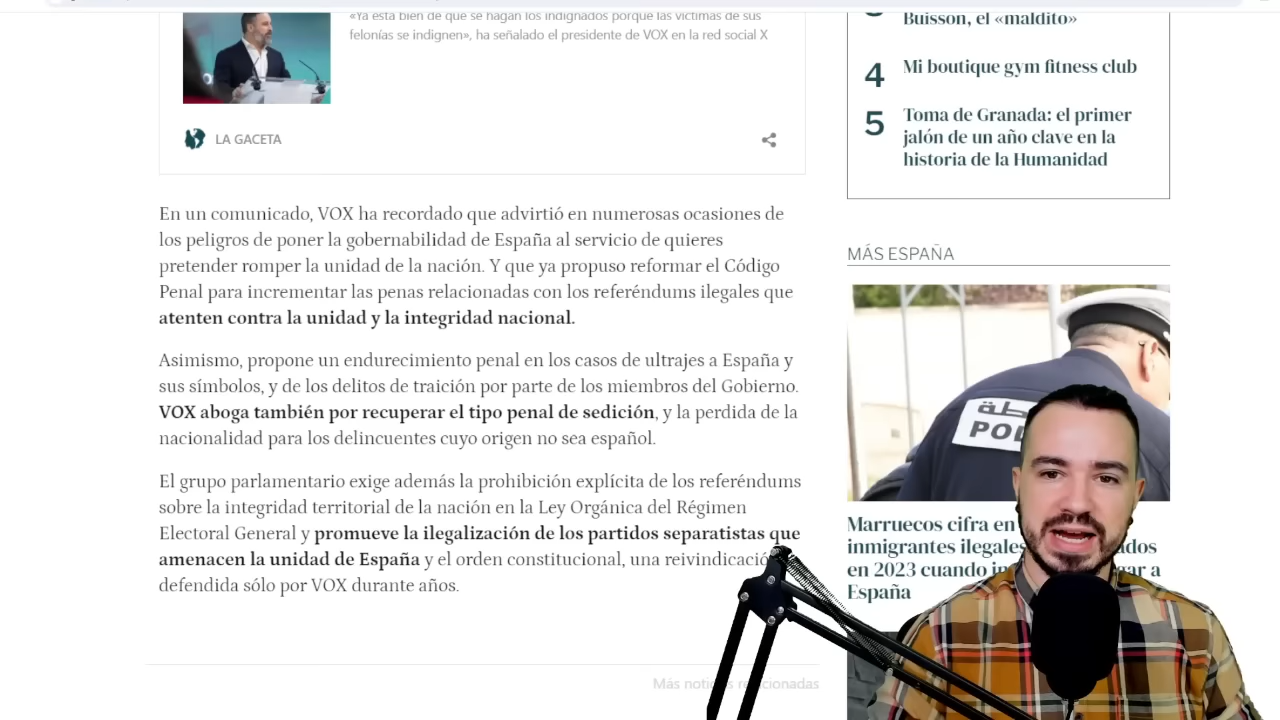 «Ya está bien de que se hagan los indignados porque las víctimas de sus
felonías se indignen», ha señalado el presidente de VOX en la red social X
LA GACETA
En un comunicado, VOX ha recordado que advirtió en numerosas ocasiones de
los peligros de poner la gobernabilidad de España al servicio de quieres
pretender romper la unidad de la nación. Y que ya propuso reformar el Código
Penal para incrementar las penas relacionadas con los referéndums ilegales que
atenten contra la unidad y la integridad nacional.
Asimismo, propone un endurecimiento penal en los casos de ultrajes a España y
sus símbolos, y de los delitos de traición por parte de los miembros del Gobierno.
VOX aboga también por recuperar el tipo penal de sedición, y la perdida de la
nacionalidad para los delincuentes cuyo origen no sea español.
El grupo parlamentario exige además la prohibición explícita de los referéndums
sobre la integridad territorial de la nación en la Ley Orgánica del Régimen
Electoral General y promueve la ilegalización de los partidos separatistas que
amenacen la unidad de España y el orden constitucional, una
defendida sólo por VOX durante años.
Más
Buisson, el «maldito»
4 Mi boutique gym fitness club
5 Toma de Granada: el primer
jalón de un año clave en la
historia de la Humanidad
MÁS ESPAÑA
Marruecos cifra en
inmigrantes ilegales
en 2023 cuando a
España